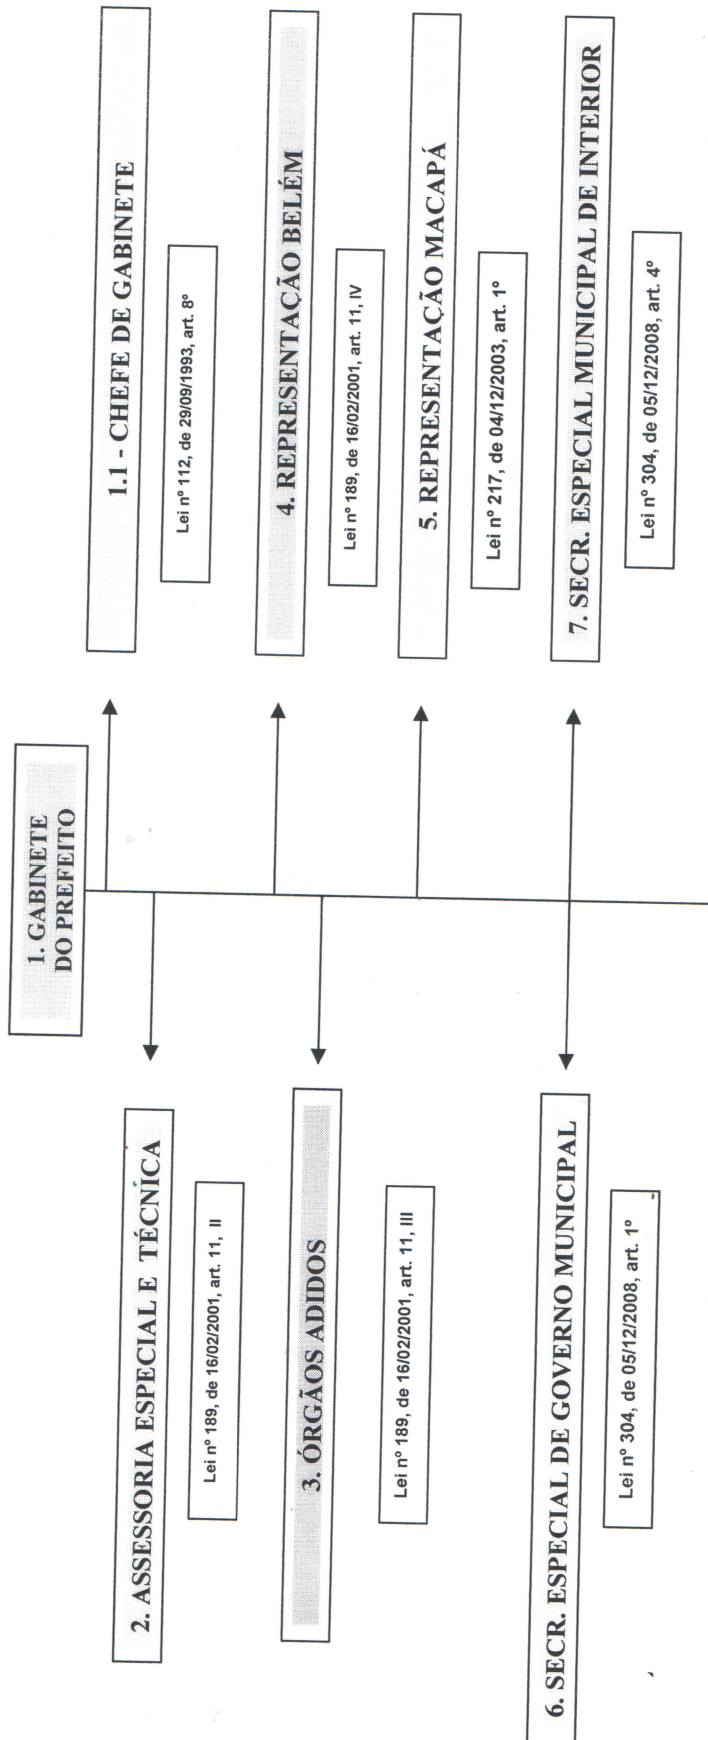 1. GABINETE
DO PREFEITO
1.1 - CHEFE DE GABINETE
Lei nº 112, de 29/09/1993, art. 8º
2. ASSESSORIA ESPECIAL E TÉCNICA
Lei nº 189, de 16/02/2001, art. 11, II
4. REPRESENTAÇÃO BELÉM
Lei nº 189, de 16/02/2001, art. 11, IV
3. ÓRGÃOS ADIDOS
Lei nº 189, de 16/02/2001, art. 11, III
5. REPRESENTAÇÃO MACAPÁ
Lei nº 217, de 04/12/2003, art. 1º
6. SECR. ESPECIAL DE GOVERNO MUNICIPAL
Lei nº 304, de 05/12/2008, art. 1º
7. SECR. ESPECIAL MUNICIPAL DE INTERIOR
Lei nº 304, de 05/12/2008, art. 4º